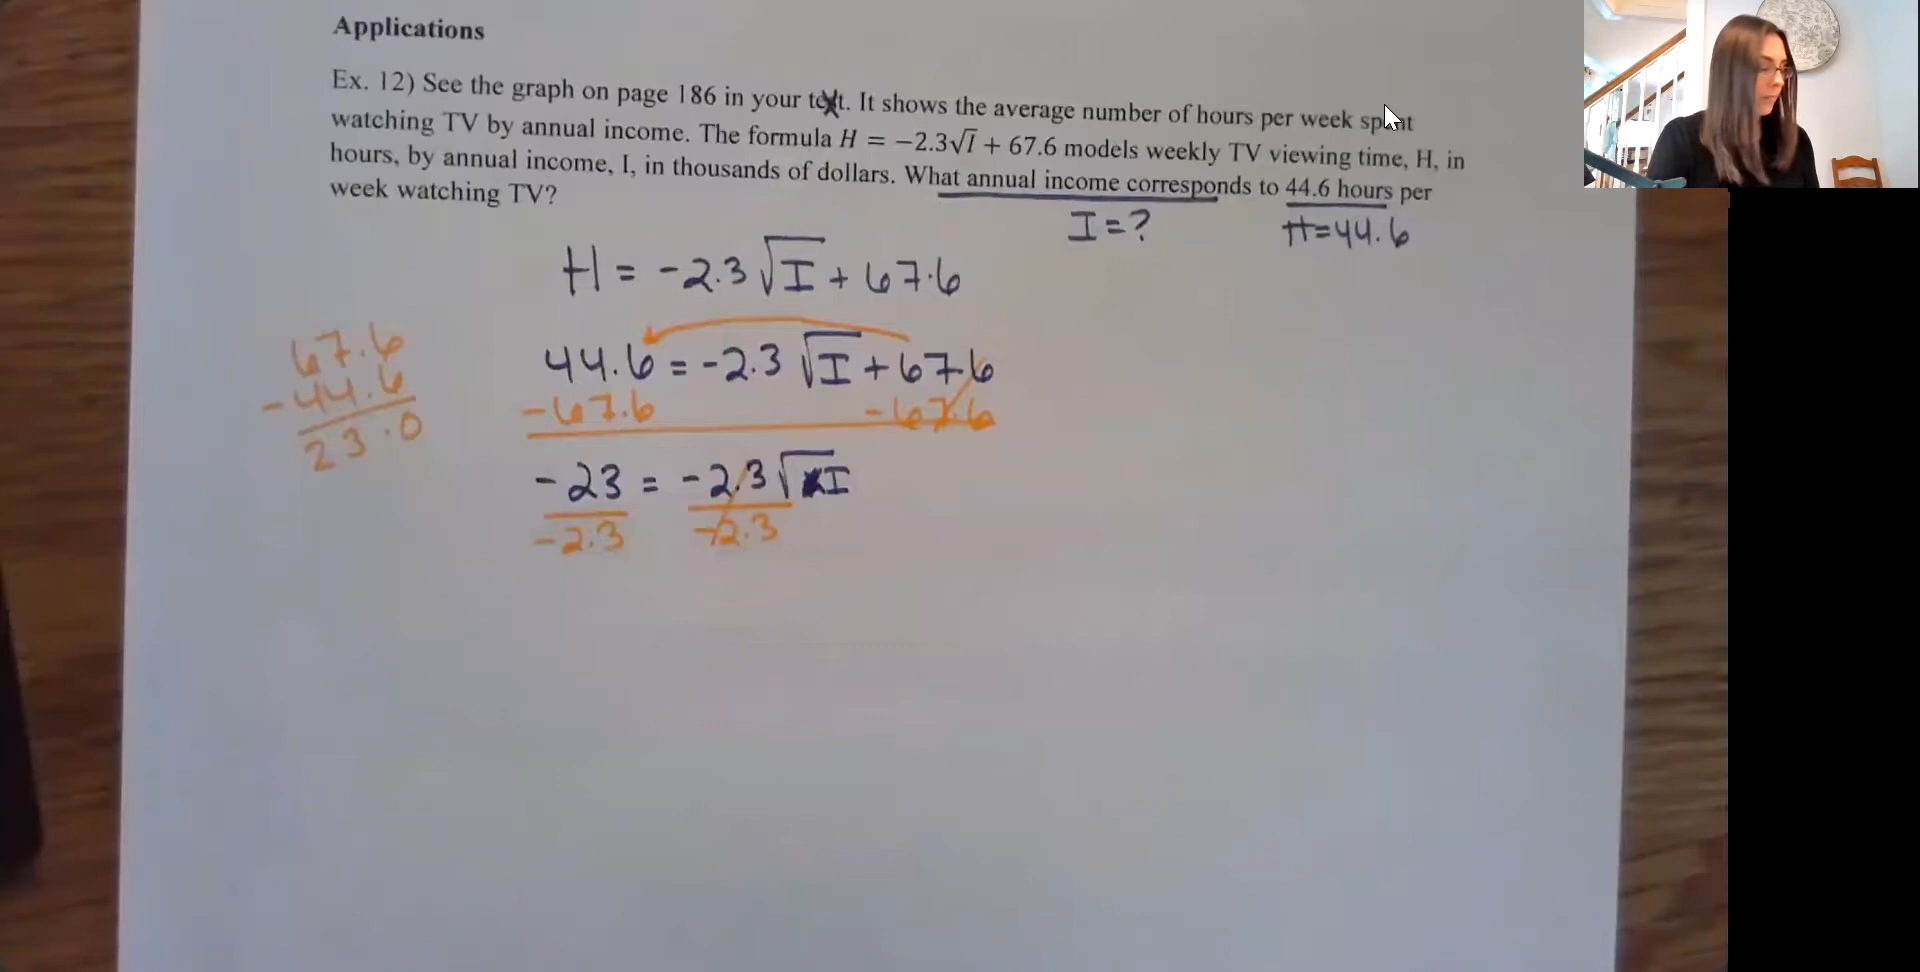 Applications
Ex. 12) See the graph on page 186 in your text. It shows the average number of hours per week spent
watching TV by annual income. The formula H = −2.3√I + 67.6 models weekly TV viewing time, H, in
hours, by annual income, I, in thousands of dollars. What annual income corresponds to 44.6 hours per
week watching TV?
I = ?
H=44.6
H = -2.3√I + 67.6
67.6
-44.6
23.0
44.6 = -2.3√I + 67.6
-67.6 -67.6
-23 = -2.3√I
-2.3 -2.3